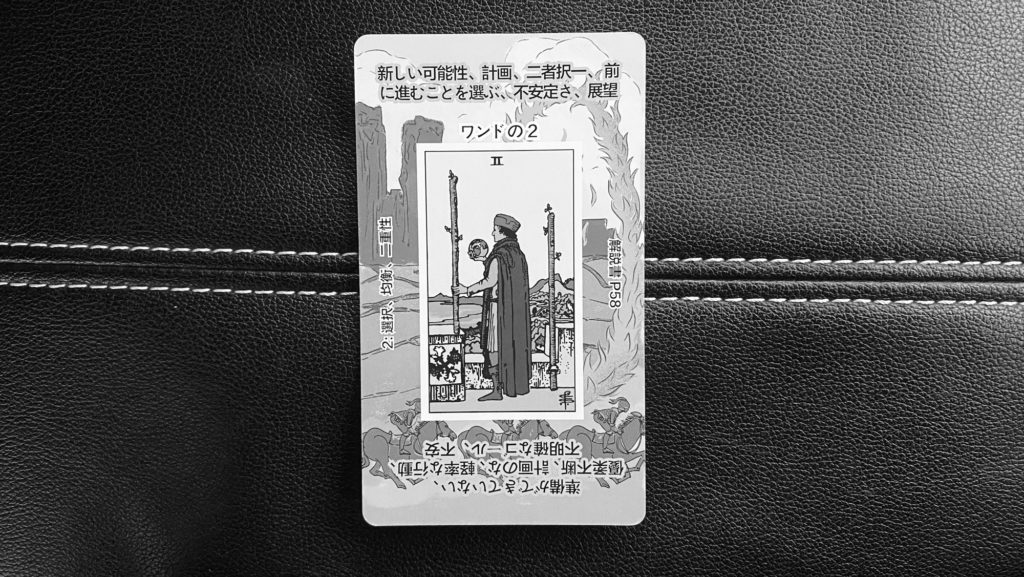 新しい可能性、計画、二者択一、前
に進むことを選ぶ、不安定さ、展望
ワンドの2
II
2: 選択、均衡、二重性
解説書 P58
準備ができていない、
優柔不断、計画のな、軽率な行動、
不明確なゴール、不安